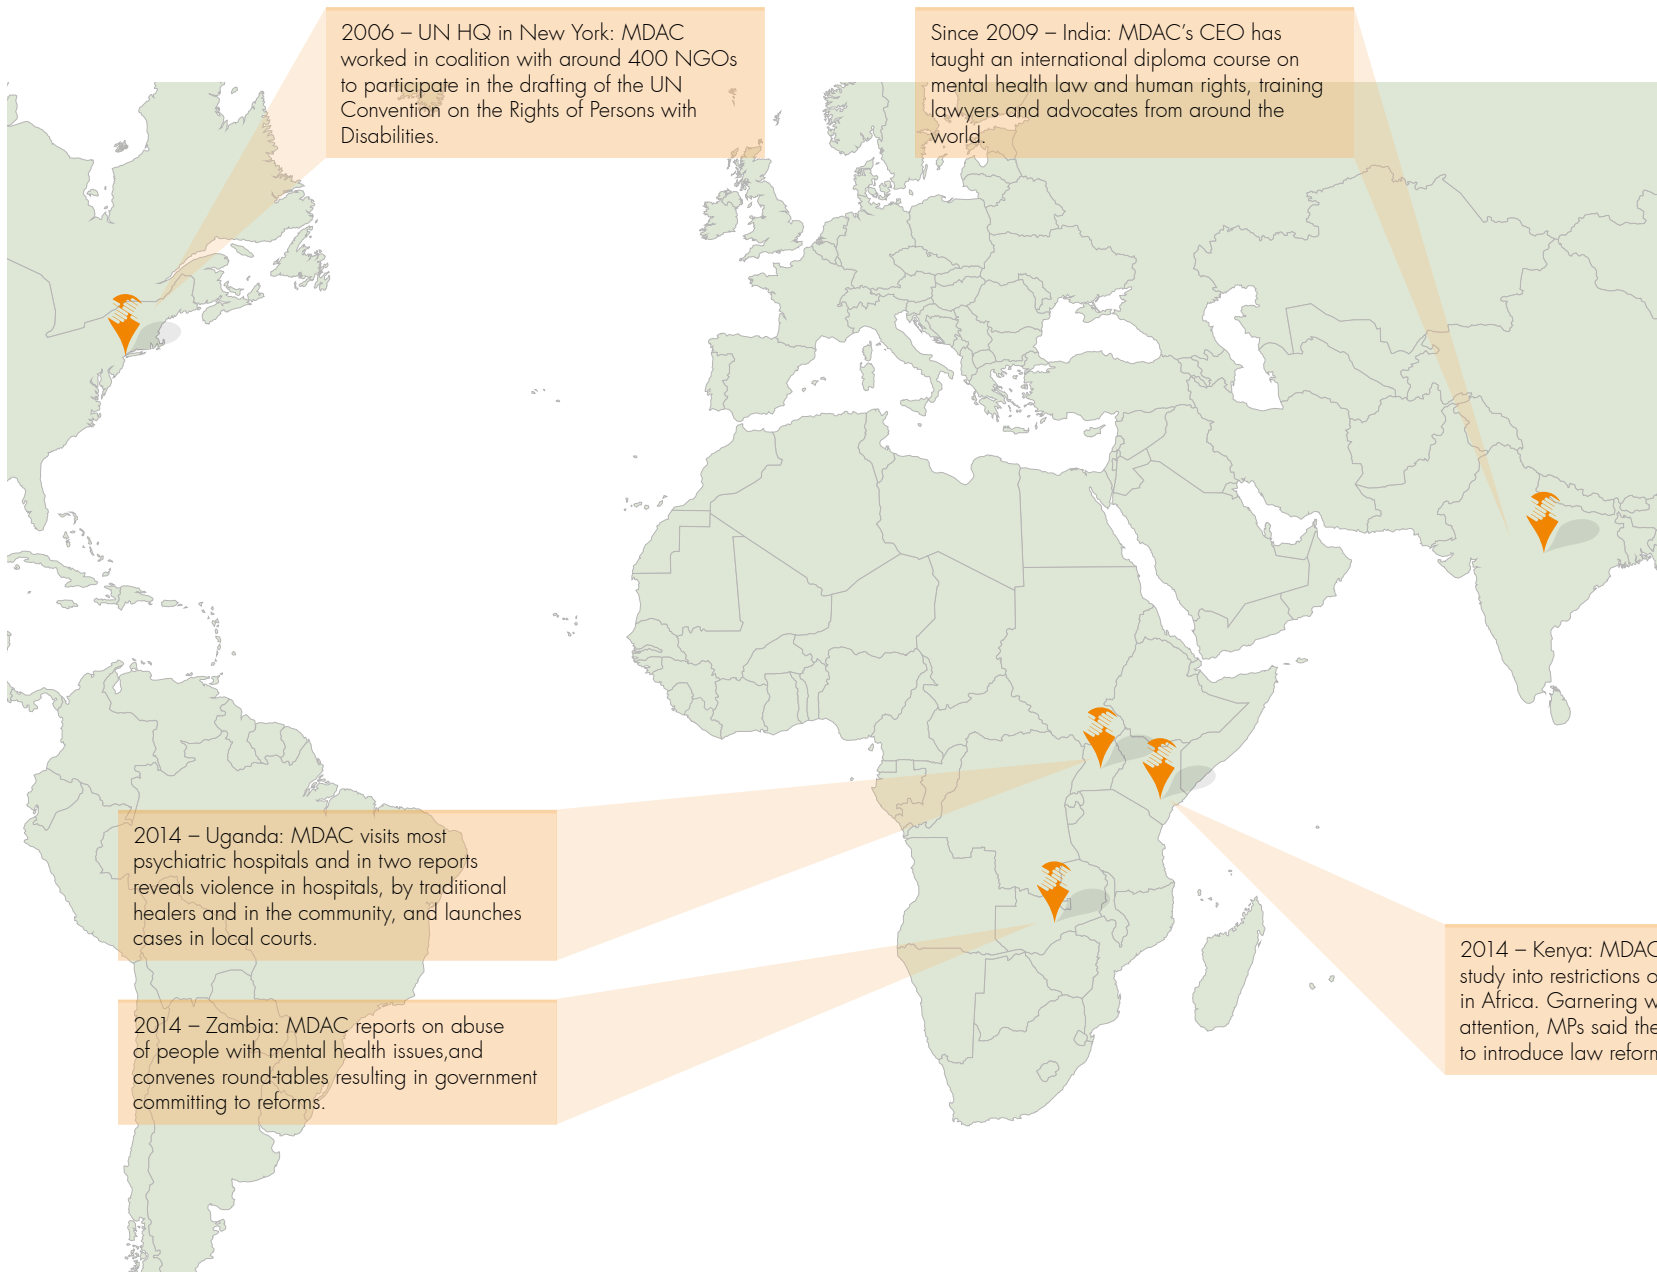 2006 – UN HQ in New York: MDAC
worked in coalition with around 400 NGOs
to participate in the drafting of the UN
Convention on the Rights of Persons with
Disabilities.
Since 2009 – India: MDAC’s CEO has
taught an international diploma course on
mental health law and human rights, training
lawyers and advocates from around the
world.
2014 – Uganda: MDAC visits most
psychiatric hospitals and in two reports
reveals violence in hospitals, by traditional
healers and in the community, and launches
cases in local courts.
2014 – Zambia: MDAC reports on abuse
of people with mental health issues,and
convenes round-tables resulting in government
committing to reforms.
2014 – Kenya: MDAC
study into restrictions
in Africa. Garnering
attention, MPs said
to introduce law